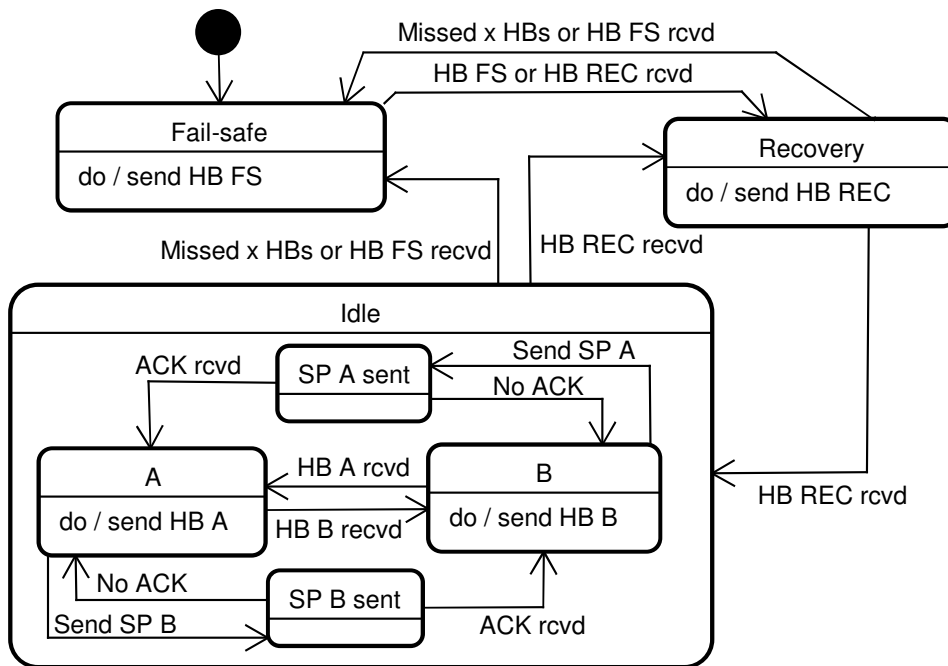 Missed x HBs or HB FS rcvd
HB FS or HB REC rcvd
Fail-safe
do / send HB FS
Recovery
do / send HB REC
Missed x HBs or HB FS recvd
HB REC recvd
Idle
Send SP A
ACK rcvd
SP A sent
No ACK
A
do / send HB A
HB A rcvd
HB B recvd
B
do / send HB B
HB REC rcvd
No ACK
SP B sent
Send SP B
ACK rcvd